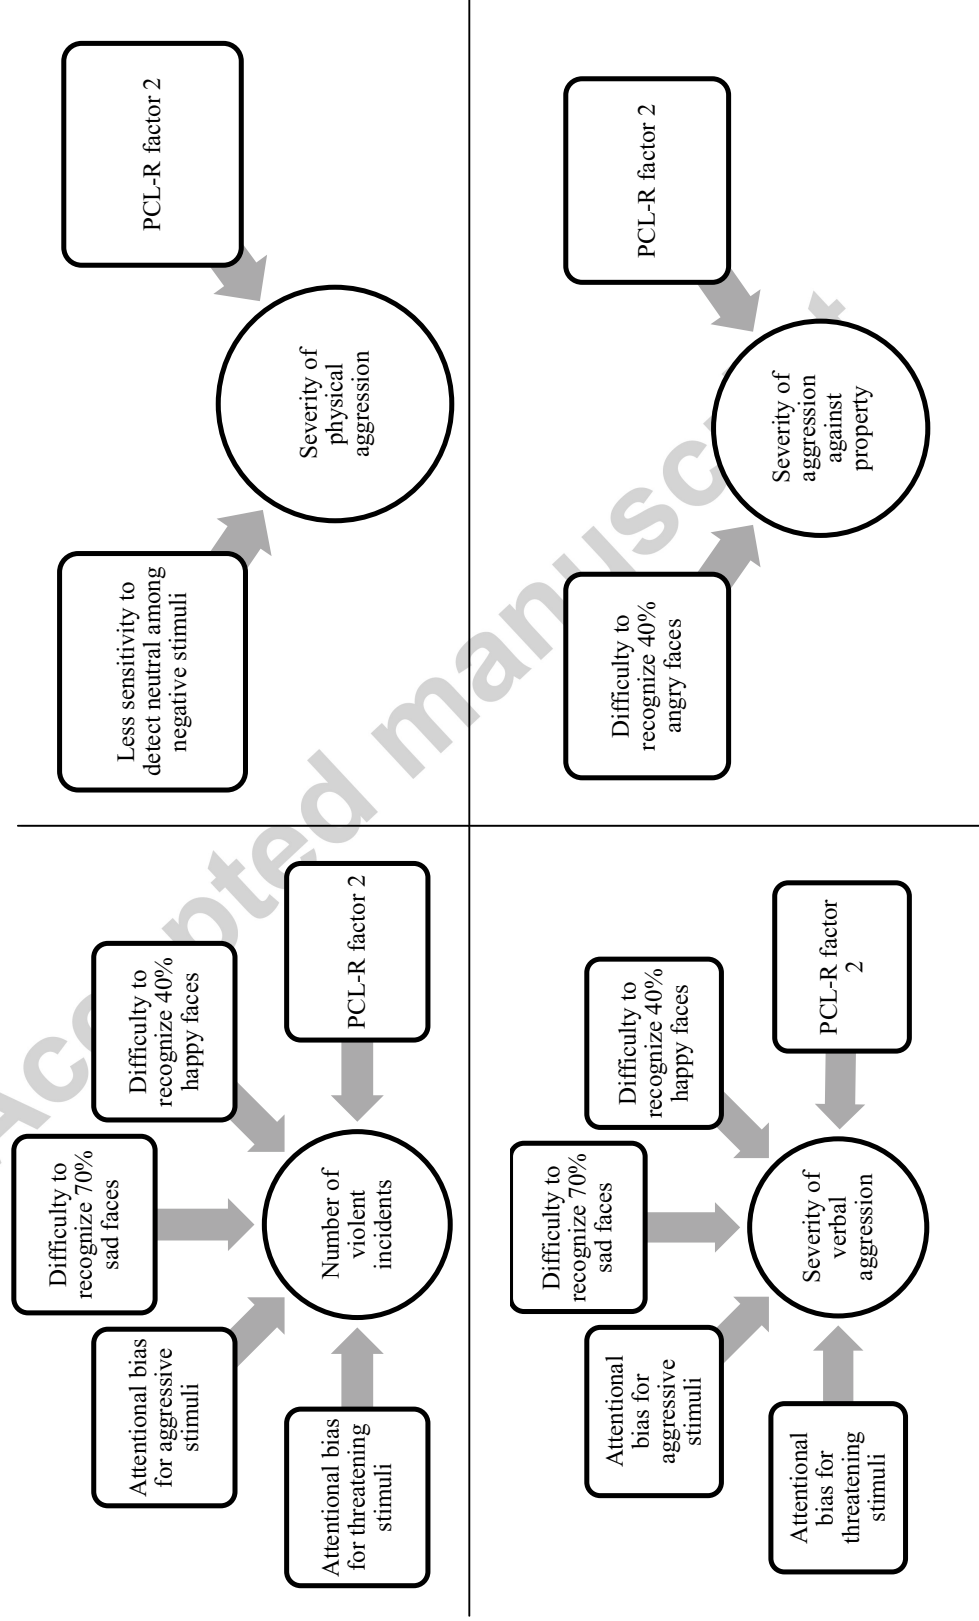 Difficulty to
recognize 70%
sad faces
Attentional bias
for aggressive
stimuli
Difficulty to
recognize 40%
happy faces
Attentional bias
for threatening
stimuli
Number of
violent
incidents
PCL-R factor 2
Less sensitivity to
detect neutral among
negative stimuli
PCL-R factor 2
Severity of
physical
aggression
Difficulty to
recognize 70%
sad faces
Attentional
bias for
aggressive
stimuli
Difficulty to
recognize 40%
happy faces
Attentional
bias for
threatening
stimuli
Severity of
verbal
aggression
PCL-R factor
2
Difficulty to
recognize 40%
angry faces
PCL-R factor 2
Severity of
aggression
against
property
Accepted manuscript